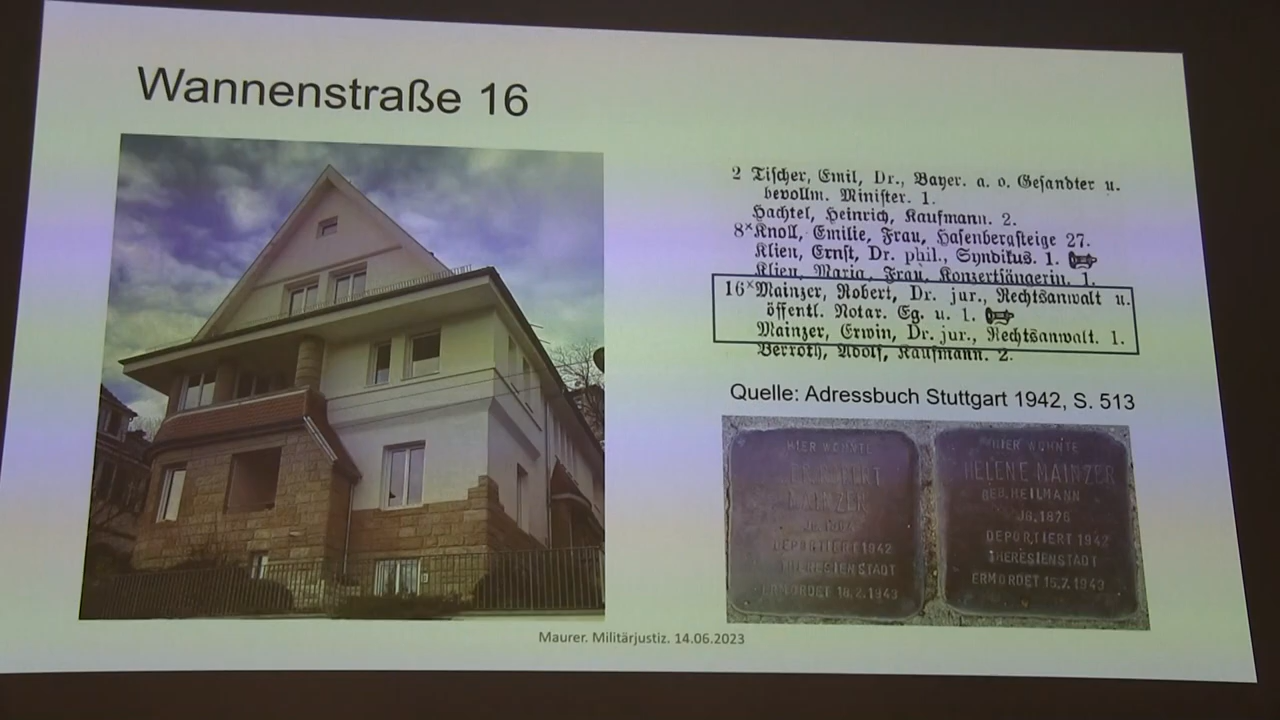 Wannenstraße 16
2 Tischer, Emil, Dr., Bayer. a. o. Gesandter u.
bevollm. Minister. 1.
Hachtel, Heinrich, Kaufmann. 2.
8×Knoll, Emilie, Frau, Hasenbergsteige 27.
Klien, Ernst, Dr. phil., Syndikus. 1.
Klien, Maria, Frau, Konzertsängerin. 1.
16×Mainzer, Robert, Dr. jur., Rechtsanwalt u.
öffentl. Notar. Eg. u. 1.
Mainzer, Erwin, Dr. jur., Rechtsanwalt. 1.
Berroth, Adolf, Kaufmann. 2.
Quelle: Adressbuch Stuttgart 1942, S. 513
HIER WOHNTE
MAINZER
DEPORTIERT 1942
THERESIENSTADT
ERMORDET 18.2.1943
HIER WOHNTE
HELENE MAINZER
GEB. HEILMANN
JG. 1878
DEPORTIERT 1942
THERESIENSTADT
ERMORDET 15.2.1943
Maurer. Militärjustiz. 14.06.2023